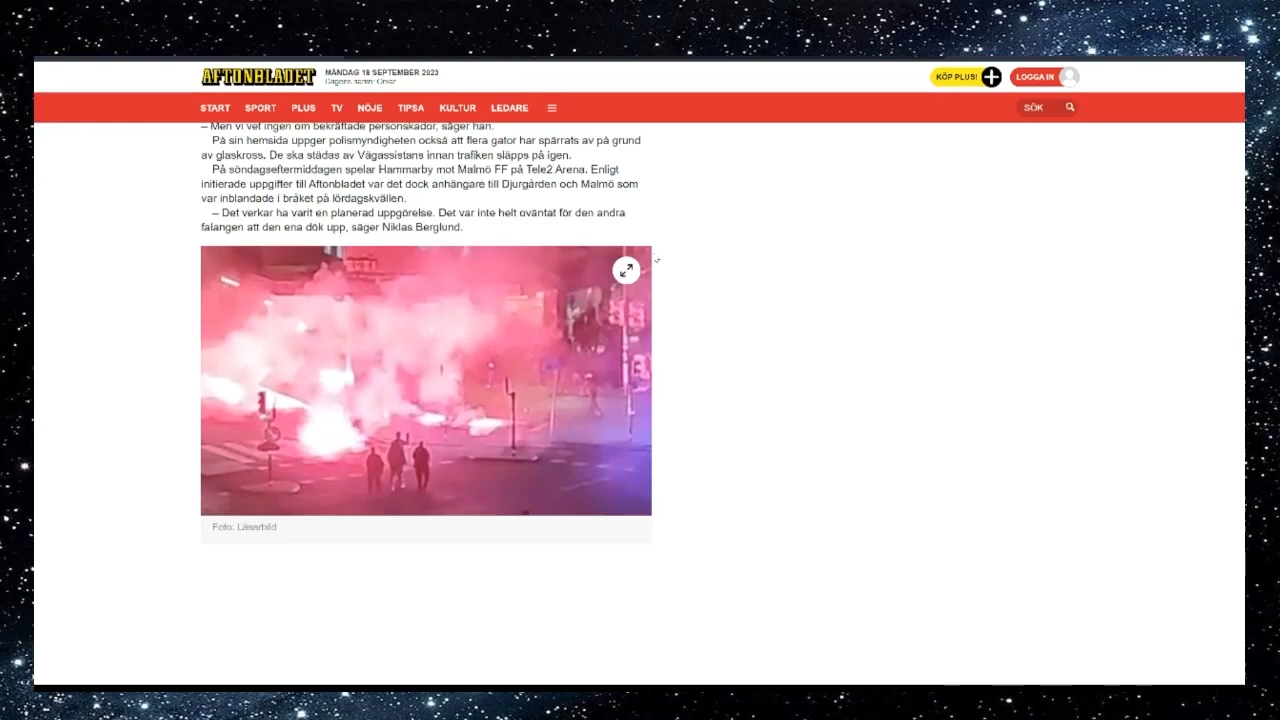 AFTONBLADET
MÅNDAG 18 SEPTEMBER 2023
Dagens namn: Orvar
KÖP PLUS!
LOGGA IN
START SPORT PLUS TV NÖJE TIPSA KULTUR LEDARE
SÖK
– Men vi vet ingen om bekräftade personskador, säger han.
På sin hemsida uppger polismyndigheten också att flera gator har spärrats av på grund
av glaskross. De ska städas av Vägassistans innan trafiken släpps på igen.
På söndagseftermiddagen spelar Hammarby mot Malmö FF på Tele2 Arena. Enligt
initierade uppgifter till Aftonbladet var det dock anhängare till Djurgården och Malmö som
var inblandade i bråket på lördagskvällen.
– Det verkar ha varit en planerad uppgörelse. Det var inte helt oväntat för den andra
falangen att den ena dök upp, säger Niklas Berglund.
Foto: Läsarbild